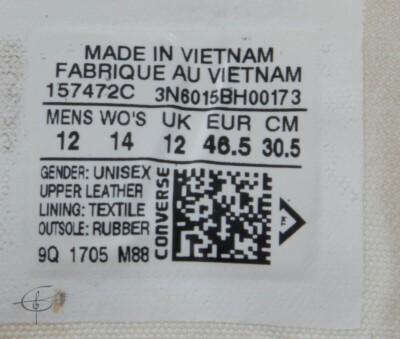 MADE IN VIETNAM
FABRIQUE AU VIETNAM
157472C 3N6015BH00173
MENS WO'S UK EUR CM
12 14 12 46.5 30.5
GENDER: UNISEX
UPPER LEATHER
LINING: TEXTILE
OUTSOLE: RUBBER
9Q 1705 M88
CONVERSE
TM